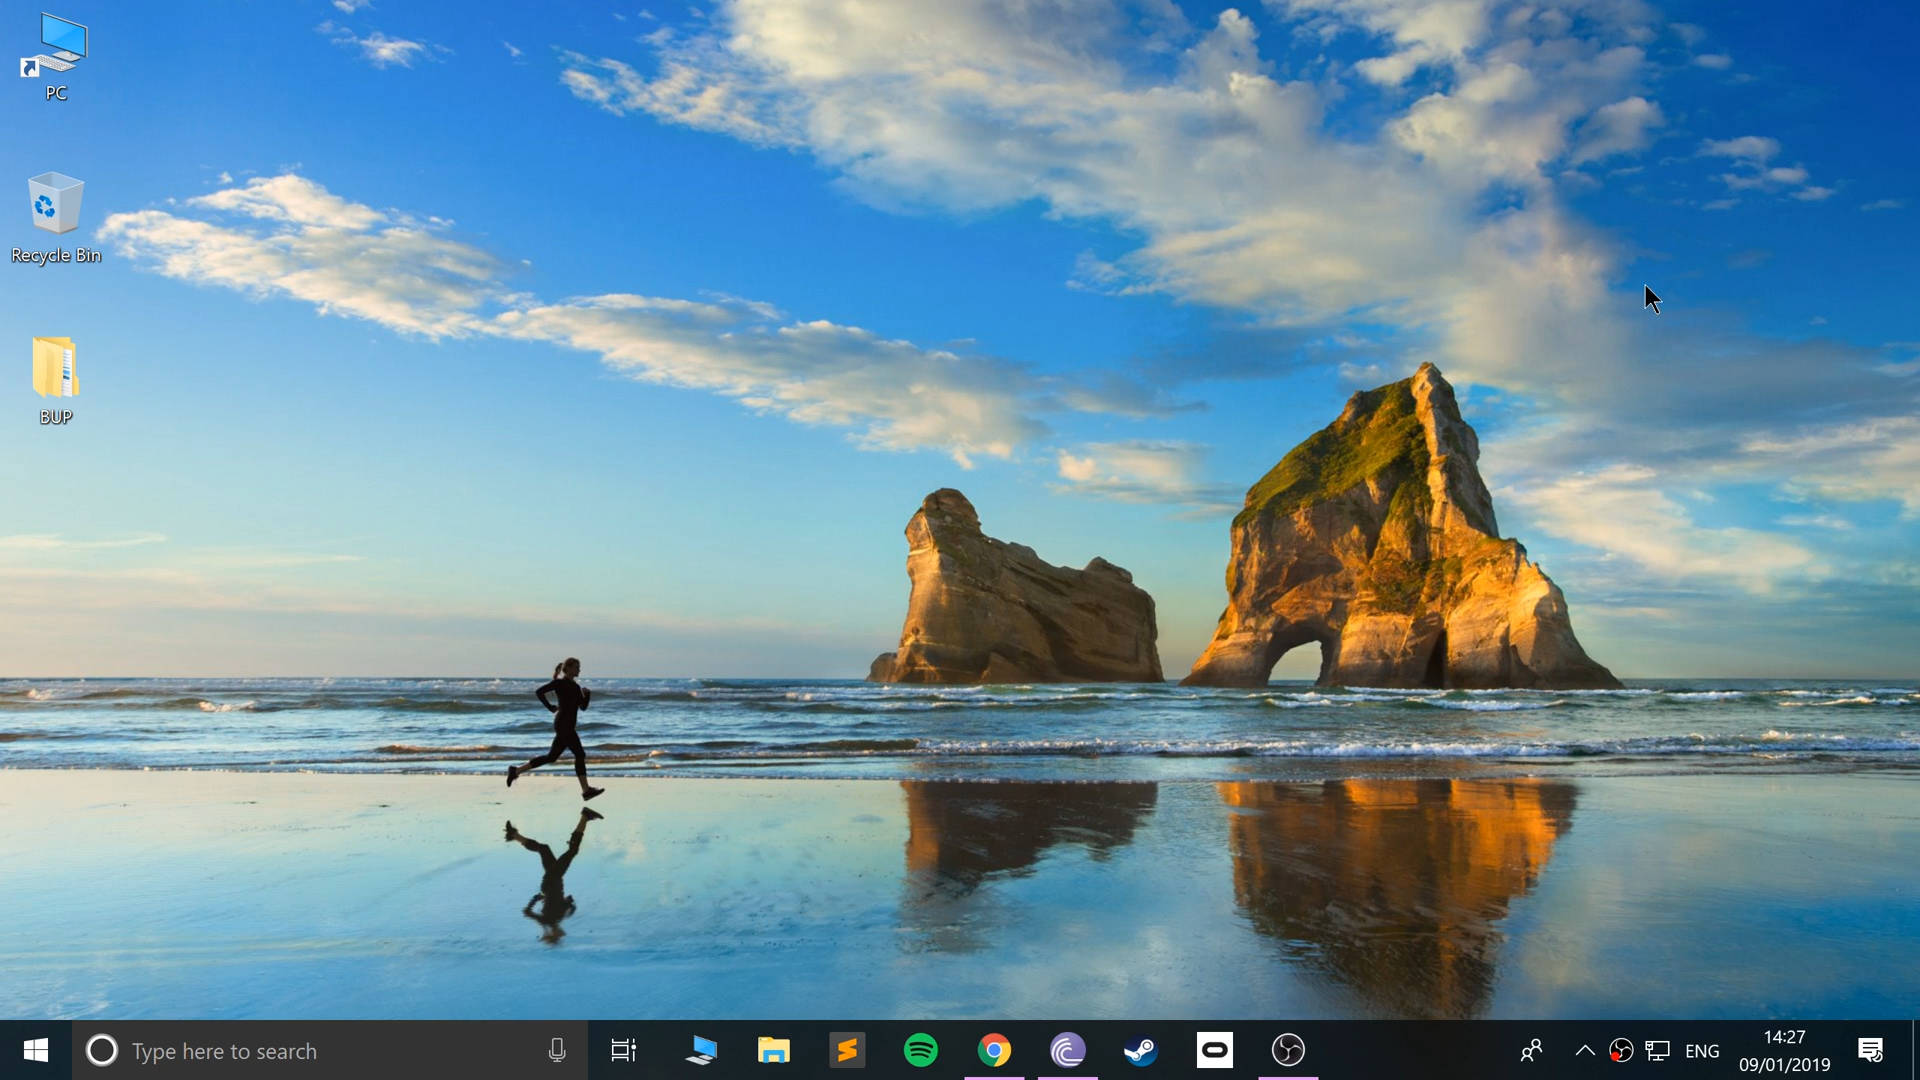 PC
Recycle Bin
BUP
Type here to search
ENG
14:27
09/01/2019